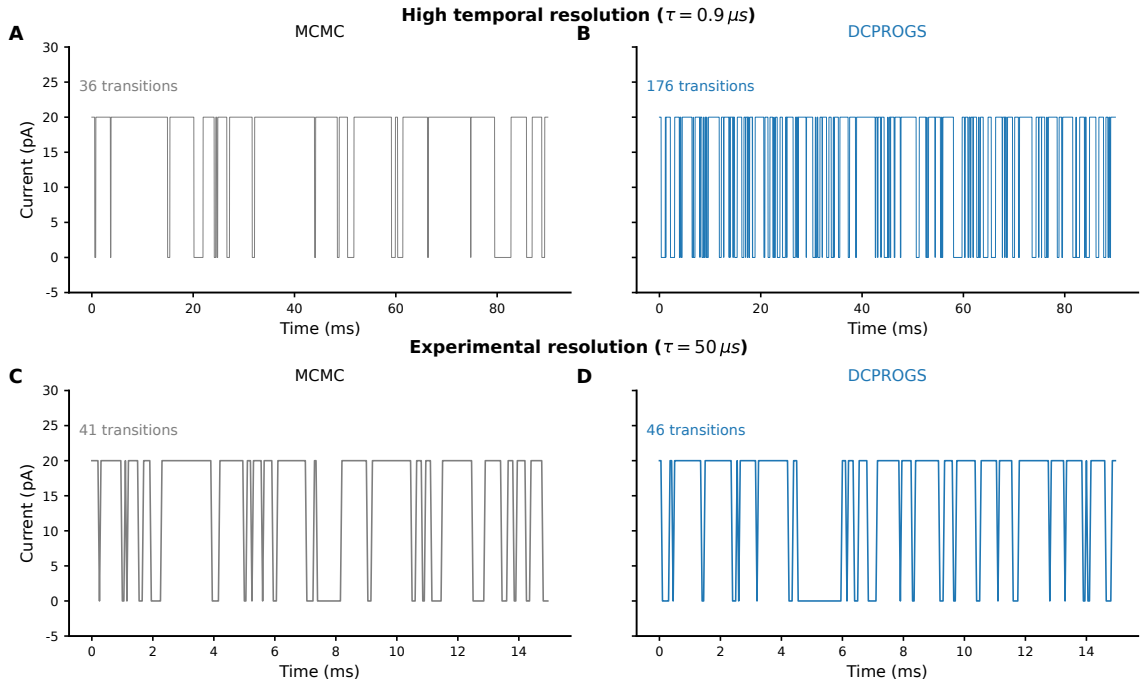 High temporal resolution (τ = 0.9 μs)
A
MCMC
B
DCPROGS
36 transitions
176 transitions
Current (pA)
30
25
20
15
10
5
0
-5
0 20 40 60 80
0 20 40 60 80
Time (ms)
Time (ms)
Experimental resolution (τ = 50 μs)
C
MCMC
D
DCPROGS
41 transitions
46 transitions
Current (pA)
30
25
20
15
10
5
0
-5
0 2 4 6 8 10 12 14
0 2 4 6 8 10 12 14
Time (ms)
Time (ms)